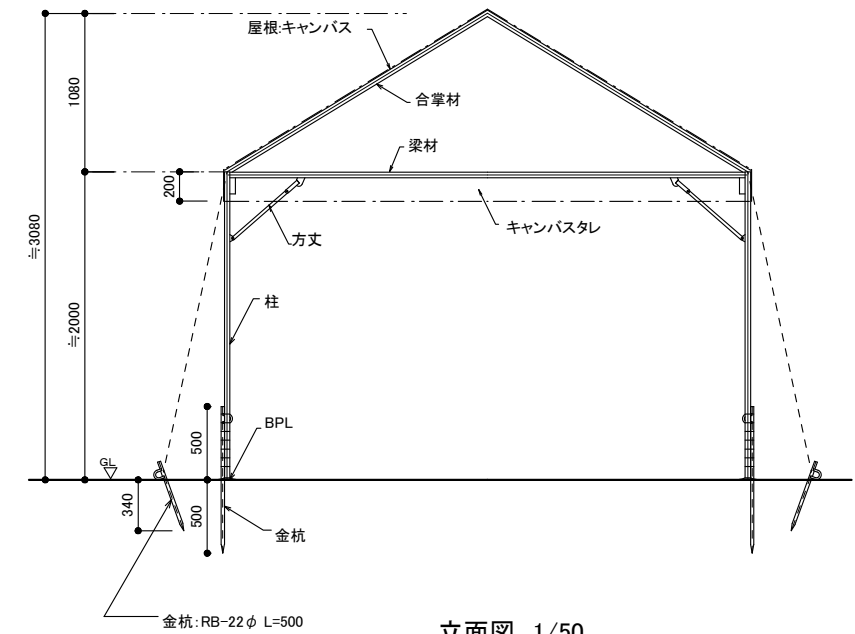 屋根:キャンバス
1080
合掌材
梁材
200
キャンバスタレ
方丈
≒3080
≒2000
柱
500
BPL
GL
340
500
金杭
金杭:RB-22φ L=500
立面図 1/50